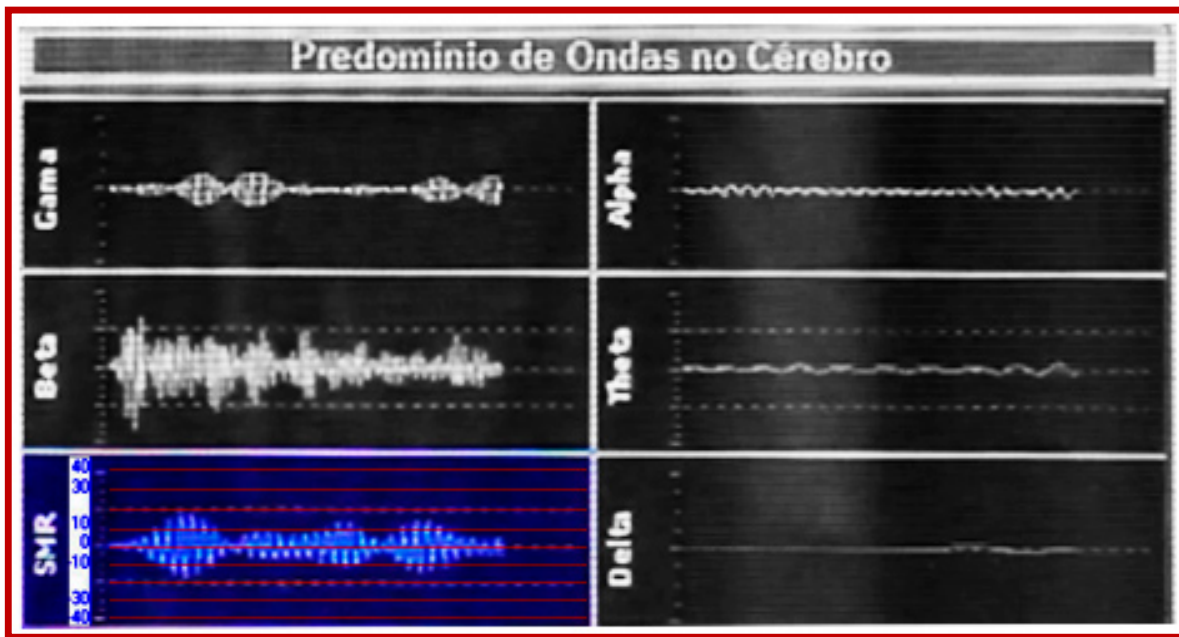 Predomínio de Ondas no Cérebro
Gama
Alpha
Beta
Theta
SMR
40
30
10
0
-10
-30
-40
Delta